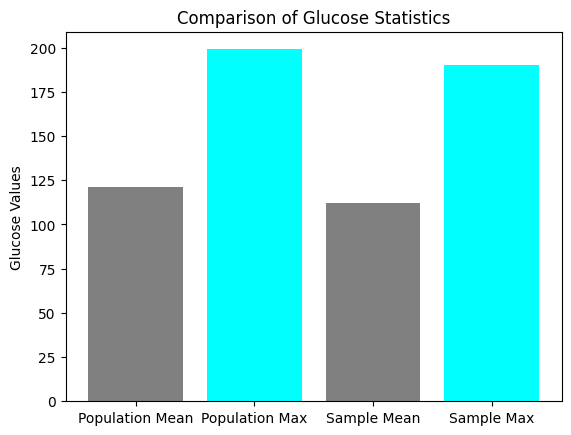 Comparison of Glucose Statistics
Glucose Values
200
175
150
125
100
75
50
25
0
Population Mean
Population Max
Sample Mean
Sample Max